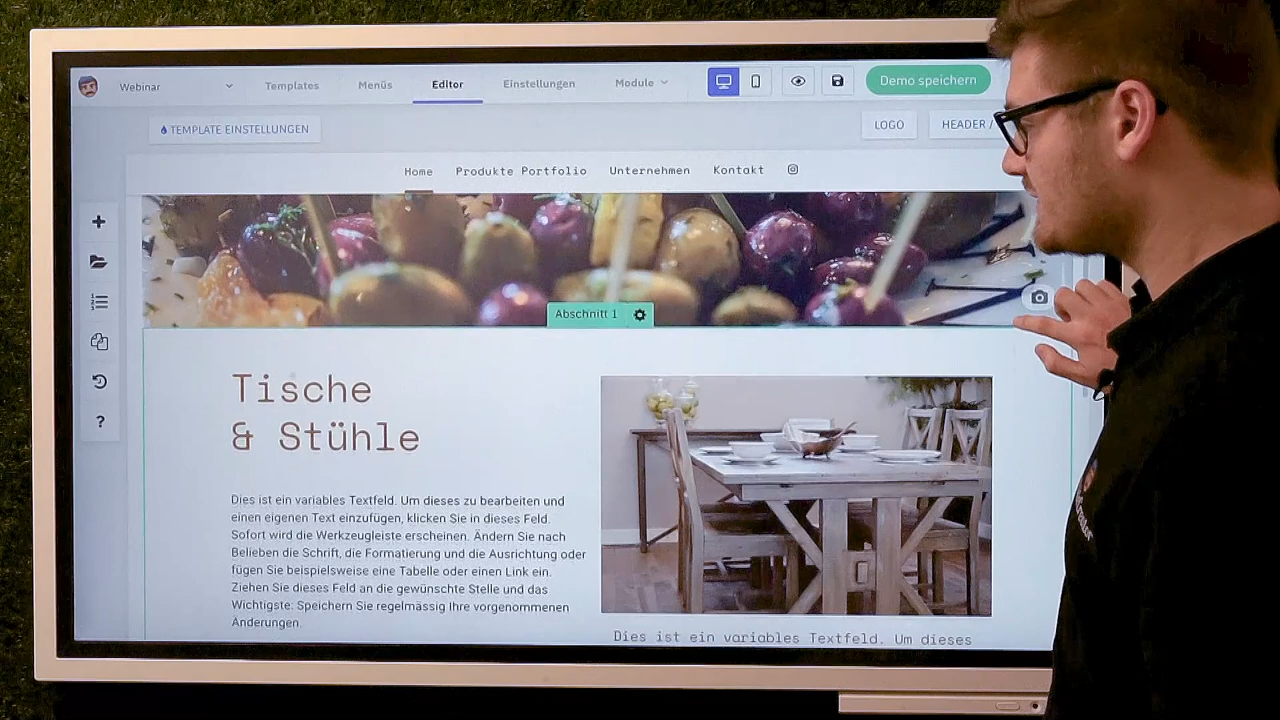 Webinar
Templates
Menüs
Editor
Einstellungen
Module
Demo speichern
TEMPLATE EINSTELLUNGEN
LOGO
HEADER /
Home
Produkte Portfolio
Unternehmen
Kontakt
Abschnitt 1
Tische
& Stühle
Dies ist ein variables Textfeld. Um dieses zu bearbeiten und
einen eigenen Text einzufügen, klicken Sie in dieses Feld.
Sofort wird die Werkzeugleiste erscheinen. Ändern Sie nach
Belieben die Schrift, die Formatierung und die Ausrichtung oder
fügen Sie beispielsweise eine Tabelle oder einen Link ein.
Ziehen Sie dieses Feld an die gewünschte Stelle und das
Wichtigste: Speichern Sie regelmässig Ihre vorgenommenen
Änderungen.
Dies ist ein variables Textfeld. Um dieses
?